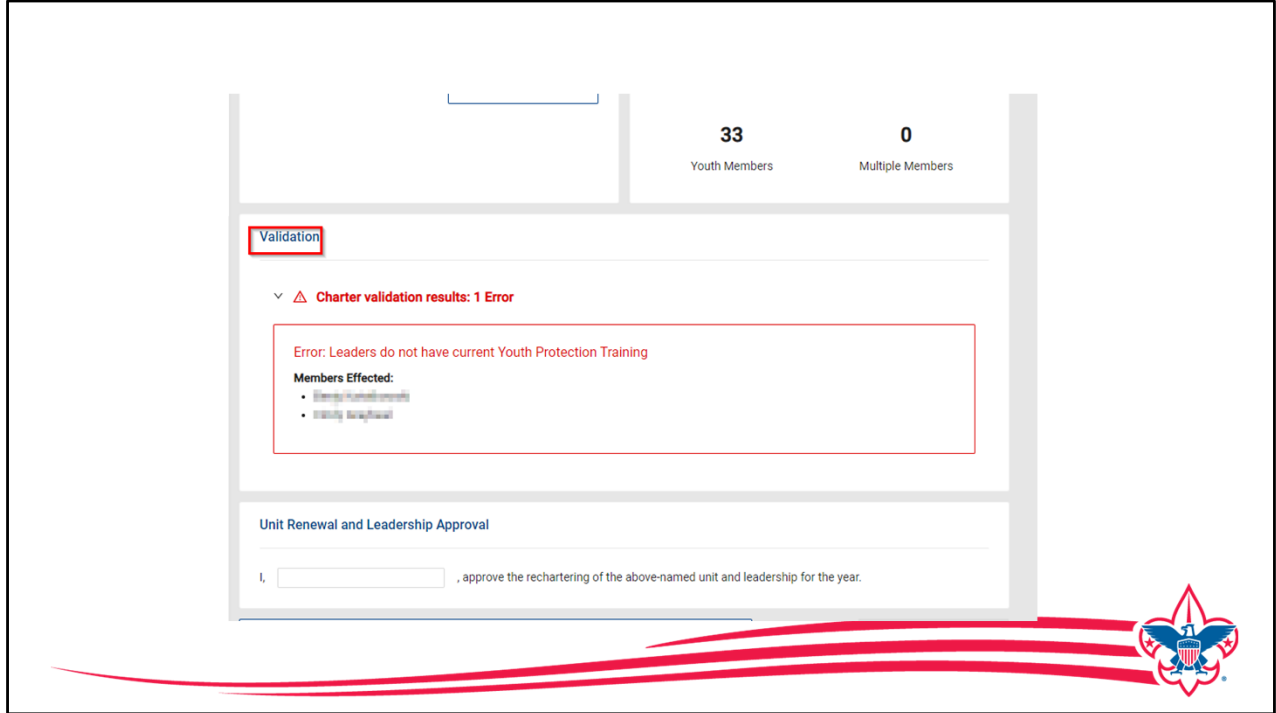 33
0
Youth Members
Multiple Members
Validation
Charter validation results: 1 Error
Error: Leaders do not have current Youth Protection Training
Members Effected:
Unit Renewal and Leadership Approval
I, , approve the rechartering of the above-named unit and leadership for the year.